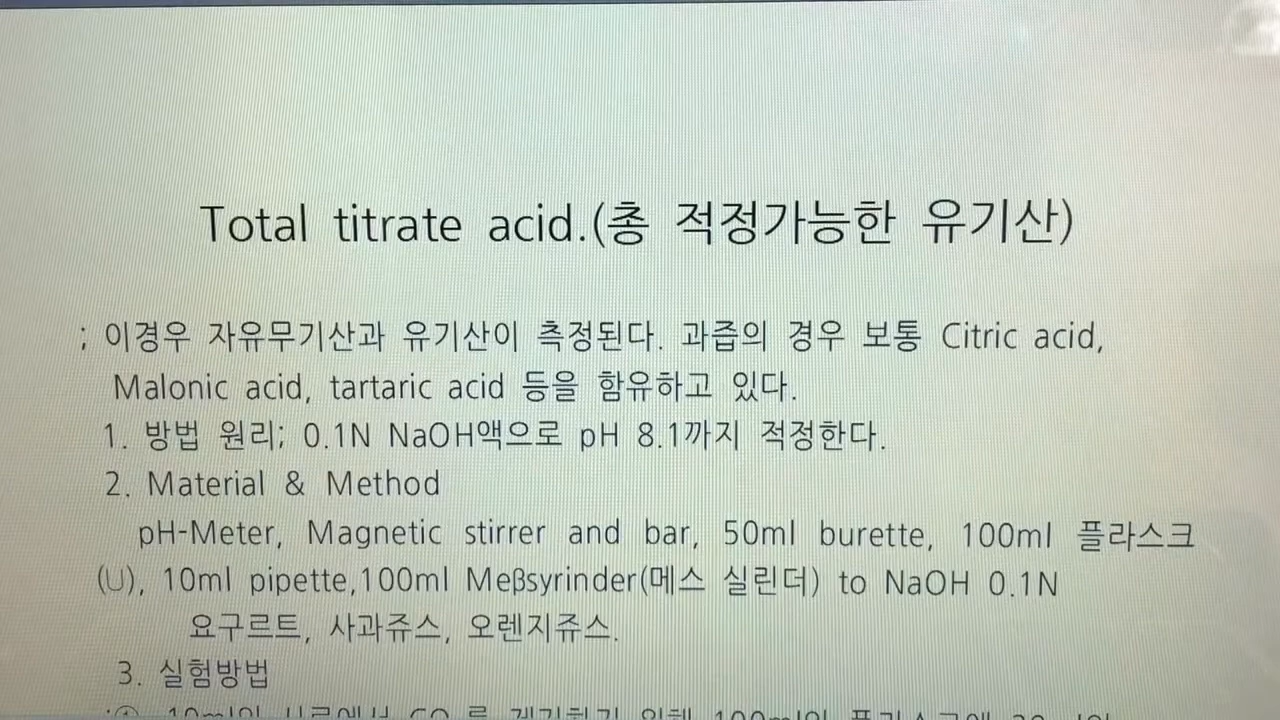 Total titrate acid.(총 적정가능한 유기산)
; 이경우 자유무기산과 유기산이 측정된다. 과즙의 경우 보통 Citric acid,
Malonic acid, tartaric acid 등을 함유하고 있다.
1. 방법 원리; 0.1N NaOH액으로 pH 8.1까지 적정한다.
2. Material & Method
pH-Meter, Magnetic stirrer and bar, 50ml burette, 100ml 플라스크
(U), 10ml pipette,100ml Meβsyrinder(메스 실린더) to NaOH 0.1N
요구르트, 사과쥬스, 오렌지쥬스.
3. 실험방법